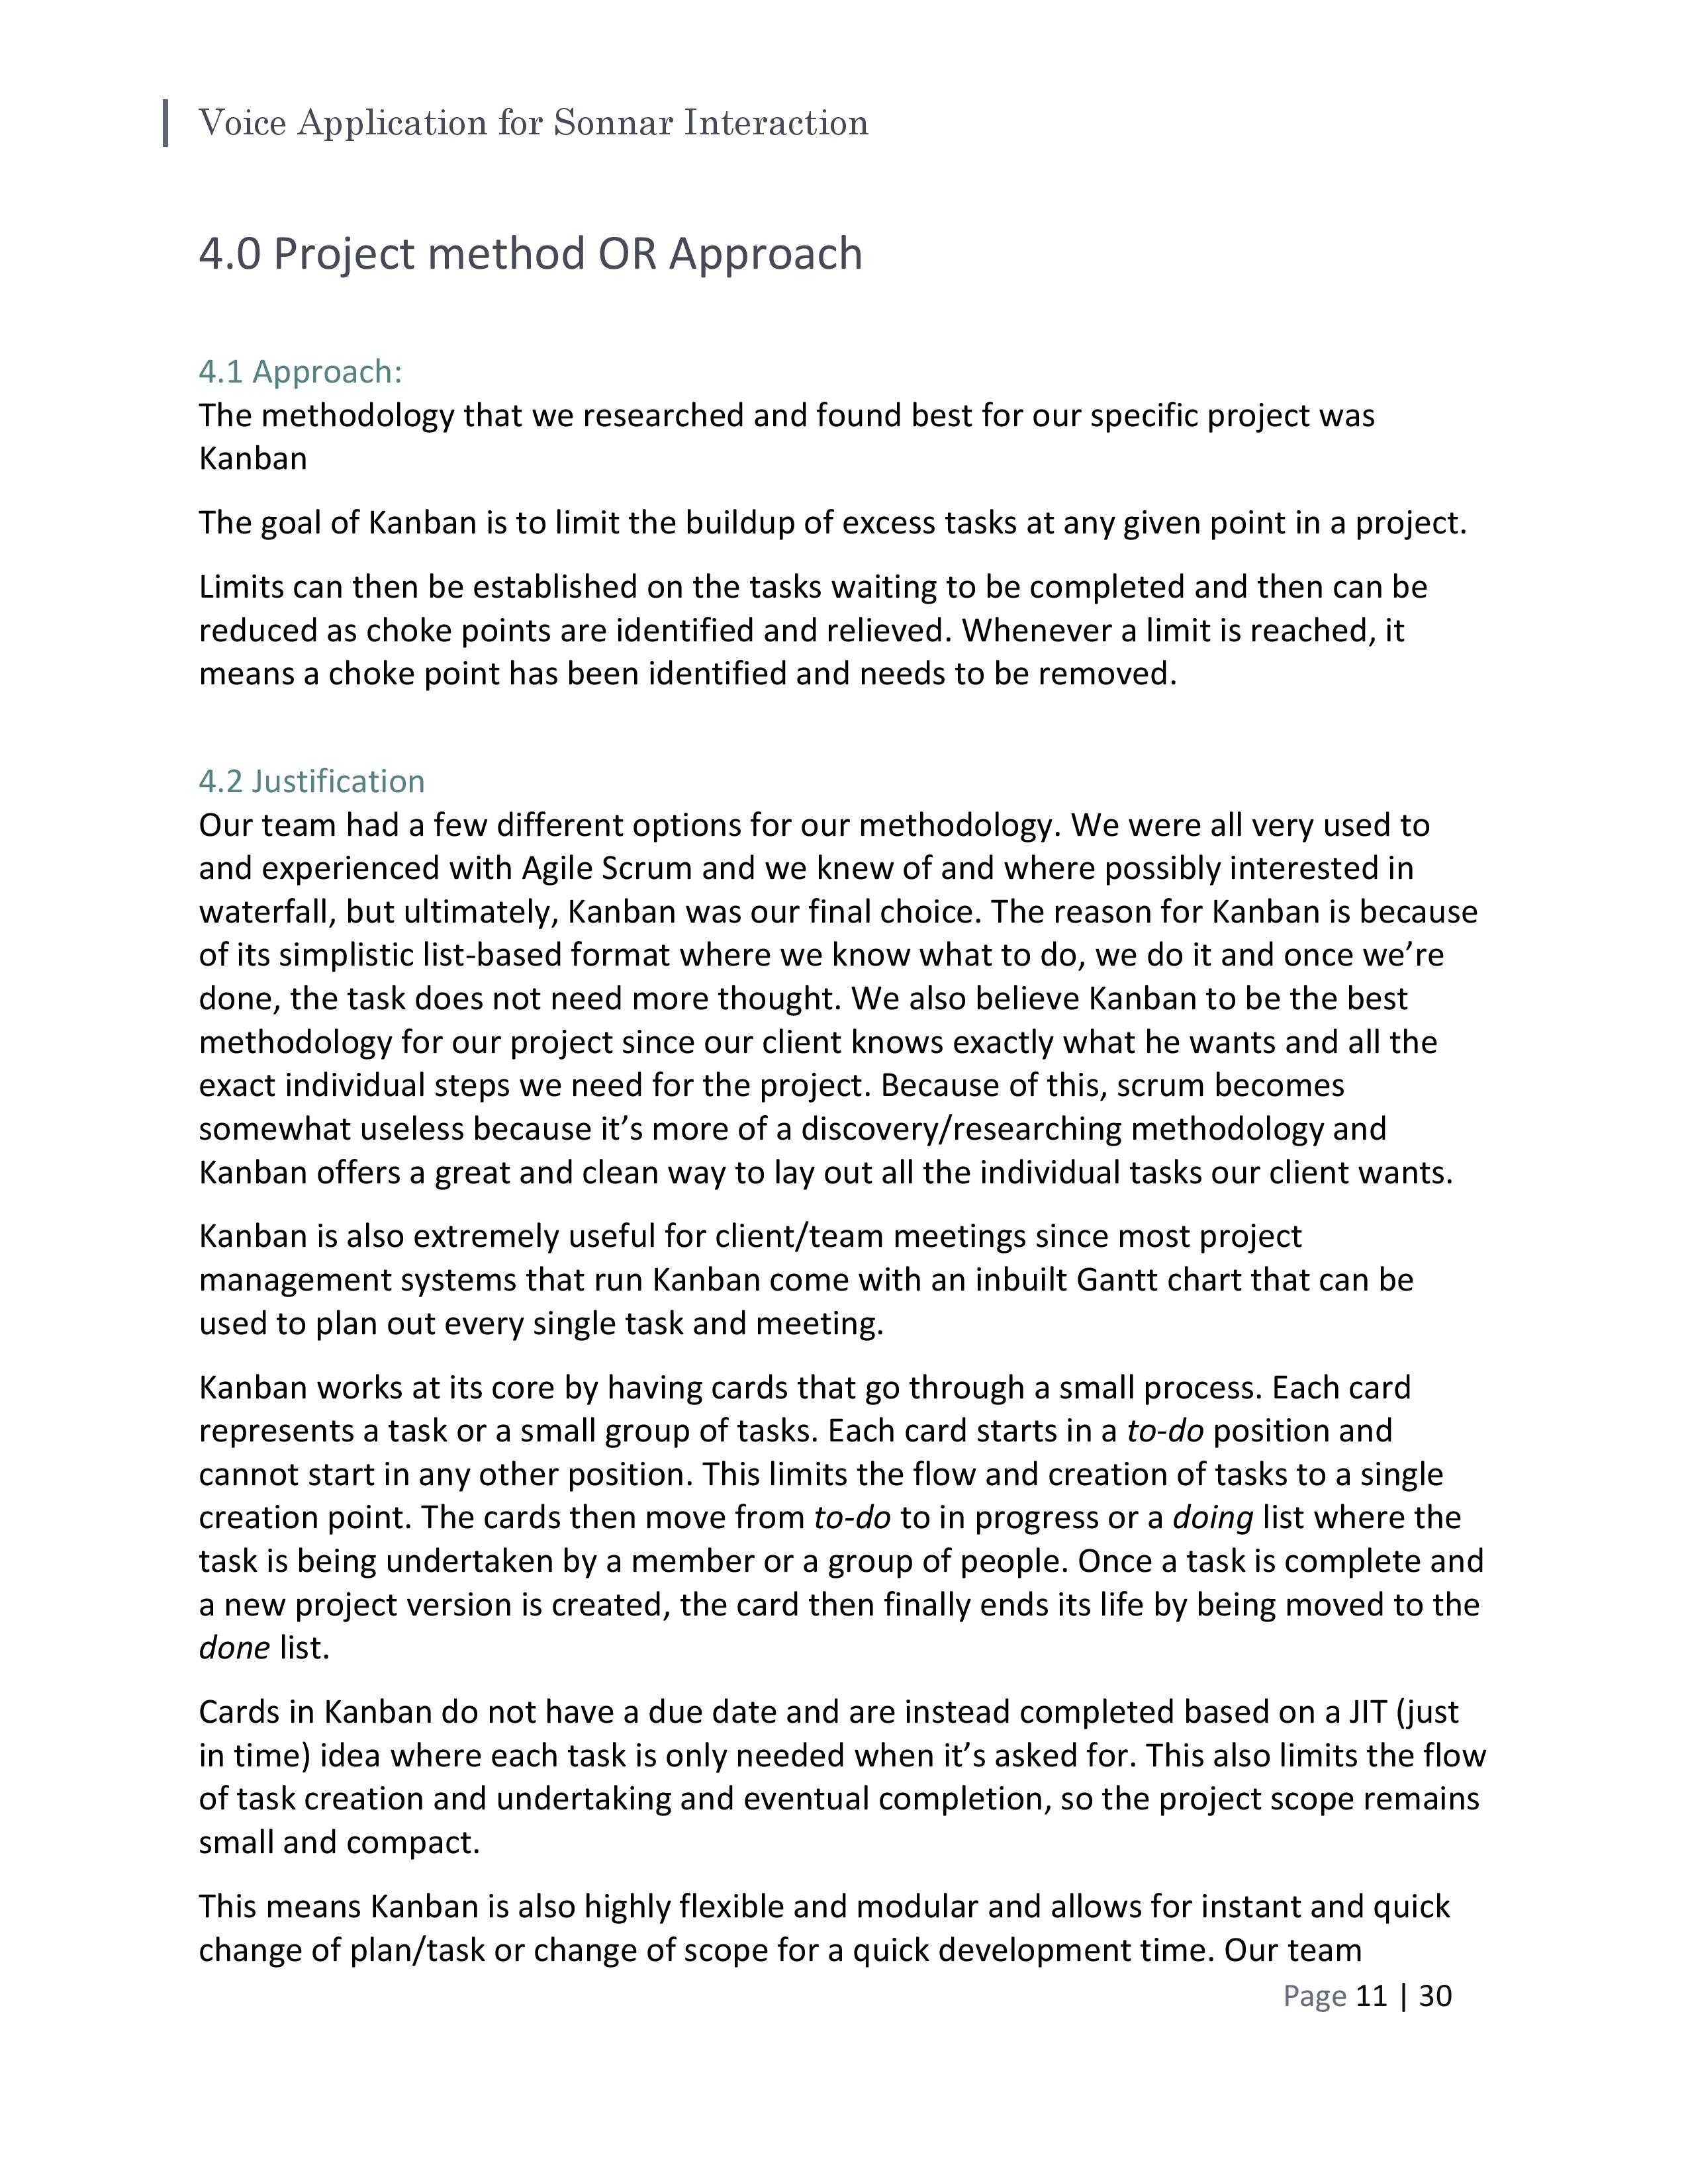 Voice Application for Sonnar Interaction
4.0 Project method OR Approach
4.1 Approach:
The methodology that we researched and found best for our specific project was
Kanban
The goal of Kanban is to limit the buildup of excess tasks at any given point in a project.
Limits can then be established on the tasks waiting to be completed and then can be
reduced as choke points are identified and relieved. Whenever a limit is reached, it
means a choke point has been identified and needs to be removed.
4.2 Justification
Our team had a few different options for our methodology. We were all very used to
and experienced with Agile Scrum and we knew of and where possibly interested in
waterfall, but ultimately, Kanban was our final choice. The reason for Kanban is because
of its simplistic list-based format where we know what to do, we do it and once we’re
done, the task does not need more thought. We also believe Kanban to be the best
methodology for our project since our client knows exactly what he wants and all the
exact individual steps we need for the project. Because of this, scrum becomes
somewhat useless because it’s more of a discovery/researching methodology and
Kanban offers a great and clean way to lay out all the individual tasks our client wants.
Kanban is also extremely useful for client/team meetings since most project
management systems that run Kanban come with an inbuilt Gantt chart that can be
used to plan out every single task and meeting.
Kanban works at its core by having cards that go through a small process. Each card
represents a task or a small group of tasks. Each card starts in a to-do position and
cannot start in any other position. This limits the flow and creation of tasks to a single
creation point. The cards then move from to-do to in progress or a doing list where the
task is being undertaken by a member or a group of people. Once a task is complete and
a new project version is created, the card then finally ends its life by being moved to the
done list.
Cards in Kanban do not have a due date and are instead completed based on a JIT (just
in time) idea where each task is only needed when it’s asked for. This also limits the flow
of task creation and undertaking and eventual completion, so the project scope remains
small and compact.
This means Kanban is also highly flexible and modular and allows for instant and quick
change of plan/task or change of scope for a quick development time. Our team
Page 11 | 30